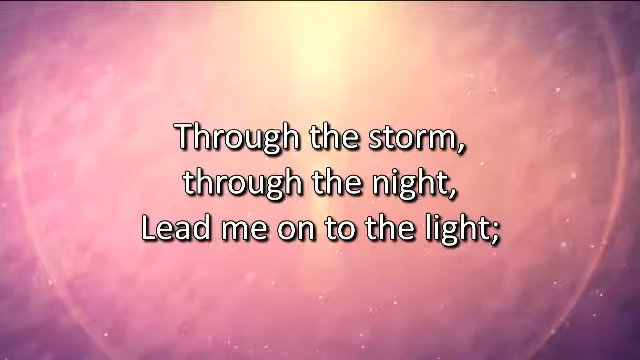 Through the storm,
through the night,
Lead me on to the light;